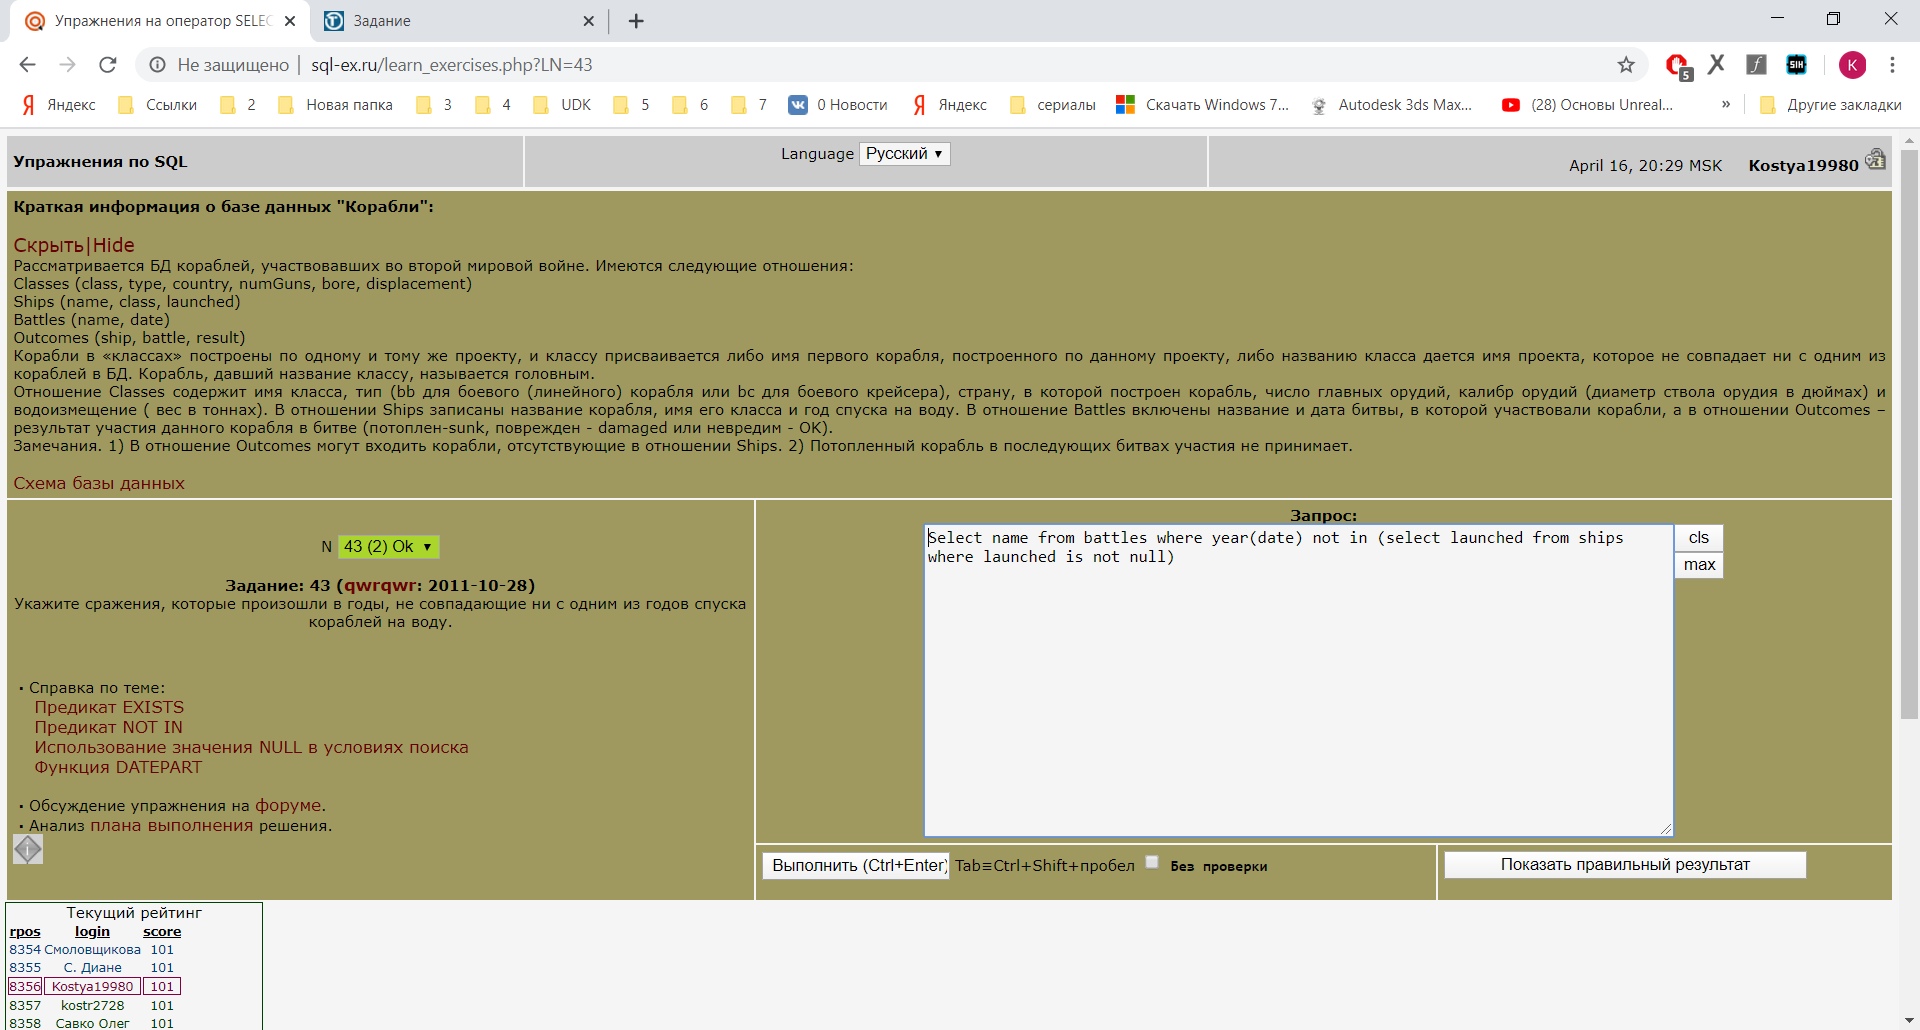 Упражнения на оператор SELEC
Задание
Не защищено
sql-ex.ru/learn_exercises.php?LN=43
5
SIH
K
Яндекс
Ссылки
2
Новая папка
3
4
UDK
5
6
7
0 Новости
Яндекс
сериалы
Скачать Windows 7...
Autodesk 3ds Max...
(28) Основы Unreal...
»
Другие закладки
Упражнения по SQL
Language Русский
April 16, 20:29 MSK Kostya19980
Краткая информация о базе данных "Корабли":
Скрыть|Hide
Рассматривается БД кораблей, участвовавших во второй мировой войне. Имеются следующие отношения:
Classes (class, type, country, numGuns, bore, displacement)
Ships (name, class, launched)
Battles (name, date)
Outcomes (ship, battle, result)
Корабли в «классах» построены по одному и тому же проекту, и классу присваивается либо имя первого корабля, построенного по данному проекту, либо названию класса дается имя проекта, которое не совпадает ни с одним из
кораблей в БД. Корабль, давший название классу, называется головным.
Отношение Classes содержит имя класса, тип (bb для боевого (линейного) корабля или bc для боевого крейсера), страну, в которой построен корабль, число главных орудий, калибр орудий (диаметр ствола орудия в дюймах) и
водоизмещение ( вес в тоннах). В отношении Ships записаны название корабля, имя его класса и год спуска на воду. В отношение Battles включены название и дата битвы, в которой участвовали корабли, а в отношении Outcomes –
результат участия данного корабля в битве (потоплен-sunk, поврежден - damaged или невредим - OK).
Замечания. 1) В отношение Outcomes могут входить корабли, отсутствующие в отношении Ships. 2) Потопленный корабль в последующих битвах участия не принимает.
Схема базы данных
N 43 (2) Ok
Задание: 43 (qwrqwr: 2011-10-28)
Укажите сражения, которые произошли в годы, не совпадающие ни с одним из годов спуска
кораблей на воду.
• Справка по теме:
Предикат EXISTS
Предикат NOT IN
Использование значения NULL в условиях поиска
Функция DATEPART
• Обсуждение упражнения на форуме.
• Анализ плана выполнения решения.
Запрос:
Select name from battles where year(date) not in (select launched from ships
where launched is not null)
cls
max
Выполнить (Ctrl+Enter) Tab≡Ctrl+Shift+пробел Без проверки
Показать правильный результат
Текущий рейтинг
rpos login score
8354 Смоловщикова 101
8355 С. Диане 101
8356 Kostya19980 101
8357 kostr2728 101
8358 Савко Олег 101